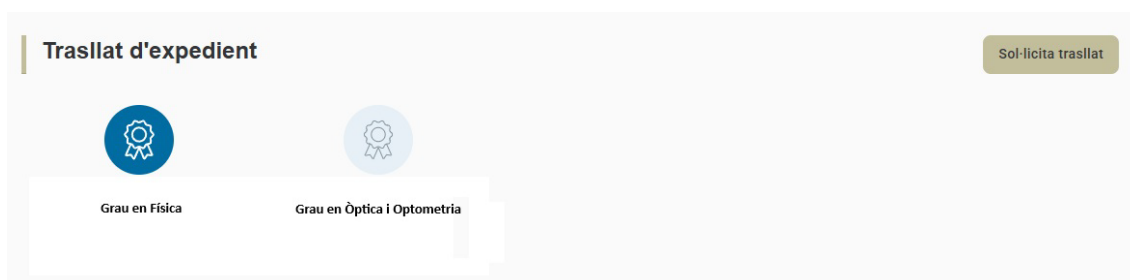 Trasllat d'expedient
Sol·licita trasllat
Grau en Física
Grau en Òptica i Optometria